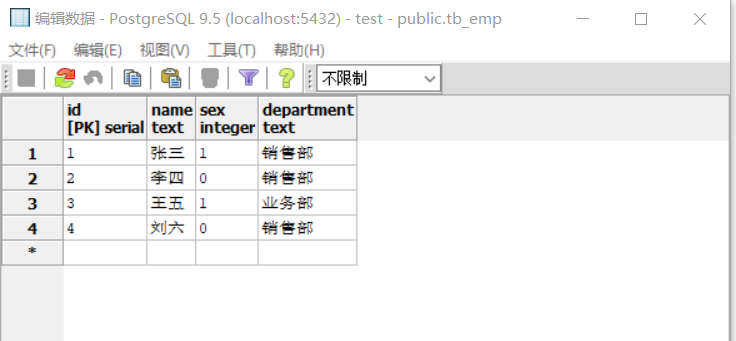 编辑数据 - PostgreSQL 9.5 (localhost:5432) - test - public.tb_emp
文件(F) 编辑(E) 视图(V) 工具(T) 帮助(H)
不限制
id name sex department
[PK] serial text integer text
1 1 张三 1 销售部
2 2 李四 0 销售部
3 3 王五 1 业务部
4 4 刘六 0 销售部
*